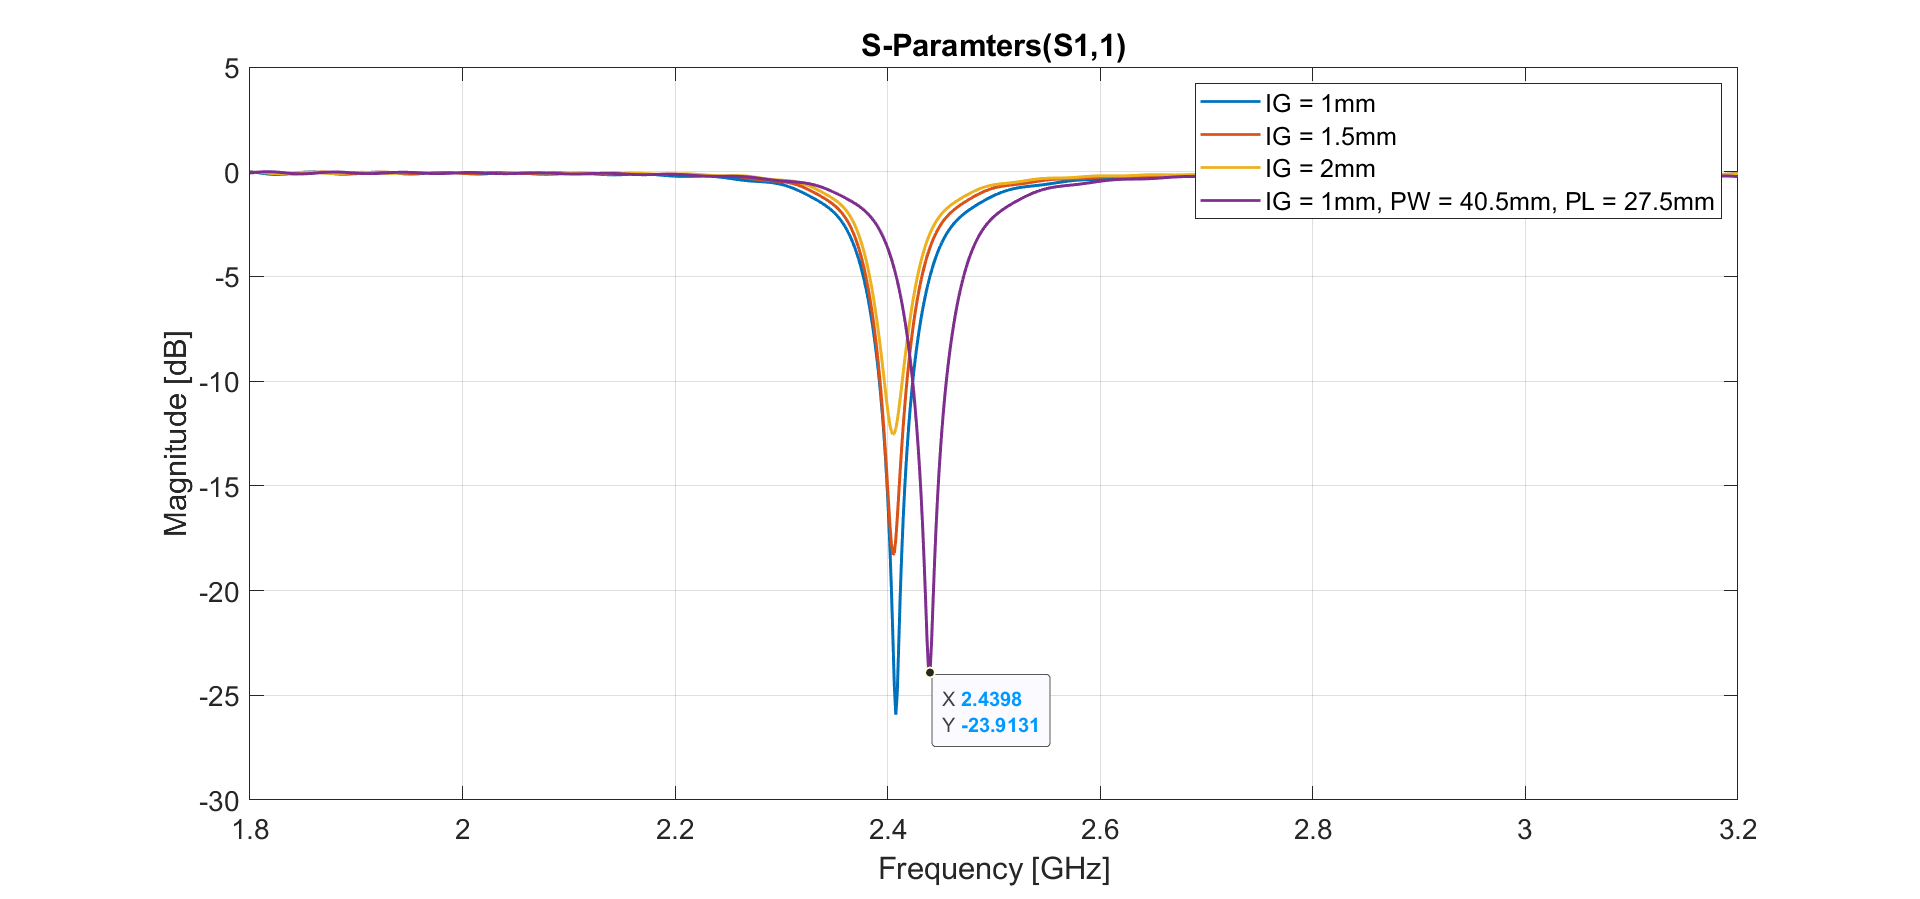 S-Paramters(S1,1)
IG = 1mm
IG = 1.5mm
IG = 2mm
IG = 1mm, PW = 40.5mm, PL = 27.5mm
5
0
-5
-10
-15
-20
-25
-30
Magnitude [dB]
X 2.4398
Y -23.9131
1.8 2 2.2 2.4 2.6 2.8 3 3.2
Frequency [GHz]